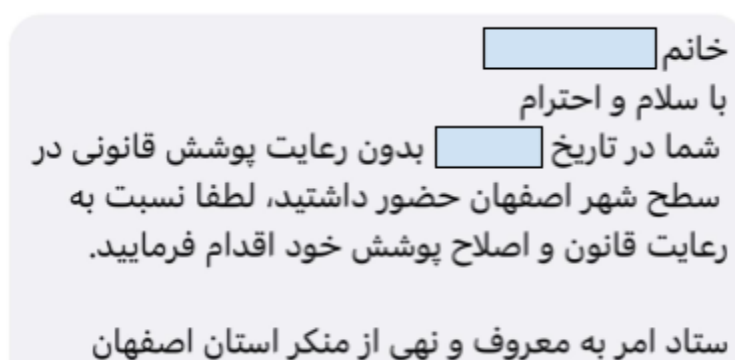 خانم
با سلام و احترام
شما در تاریخ بدون رعایت پوشش قانونی در
سطح شهر اصفهان حضور داشتید، لطفا نسبت به
رعایت قانون و اصلاح پوشش خود اقدام فرمایید.
ستاد امر به معروف و نهی از منکر استان اصفهان